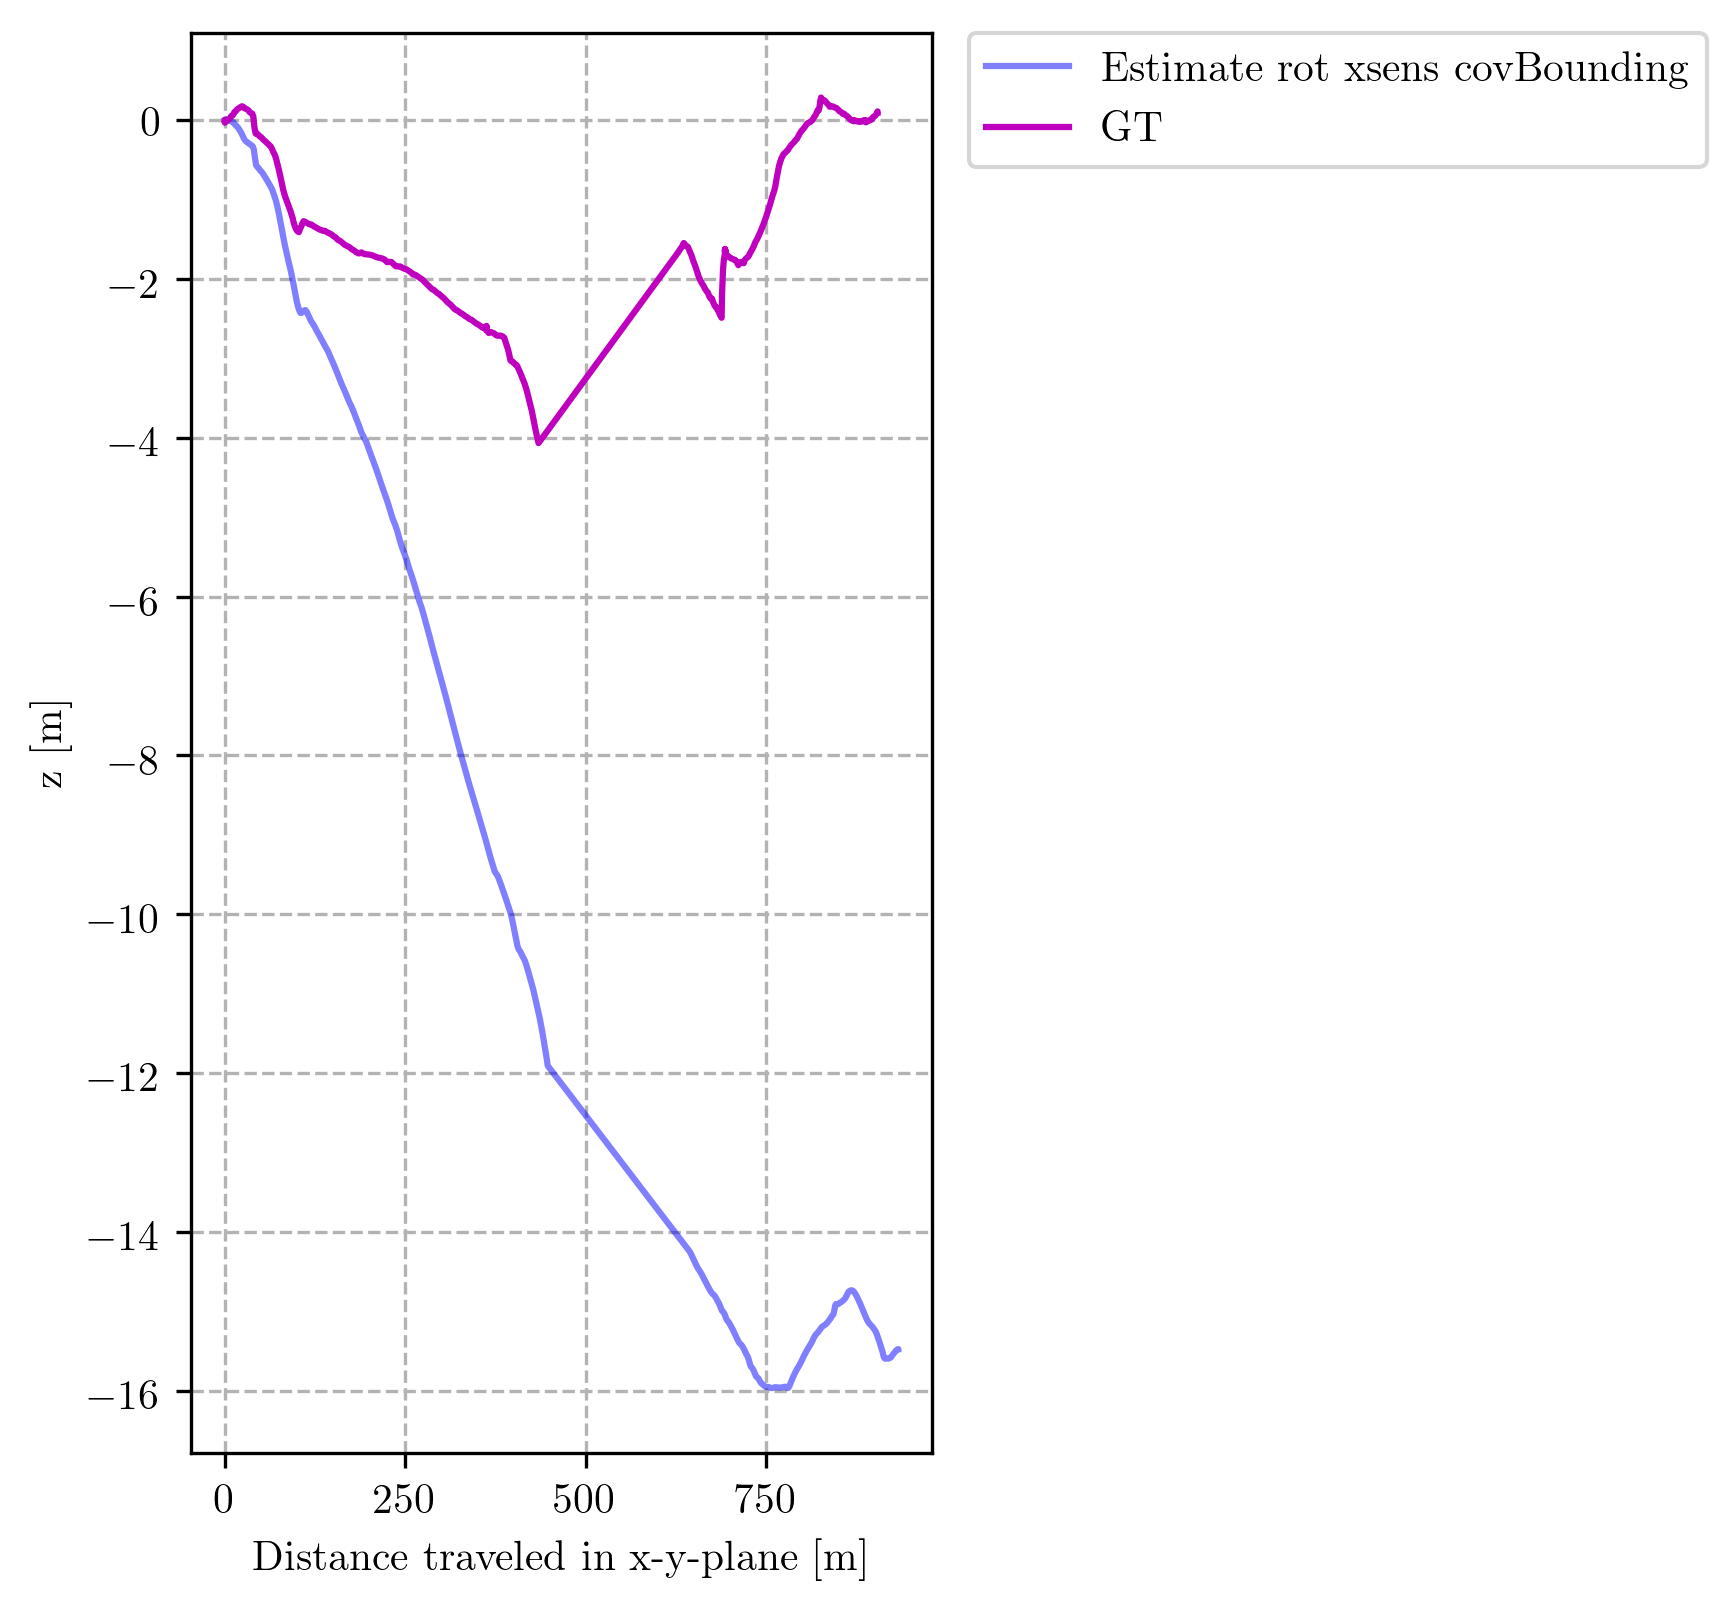 Estimate rot xsens covBounding
GT
0
−2
−4
−6
−8
−10
−12
−14
−16
z [m]
0 250 500 750
Distance traveled in x-y-plane [m]